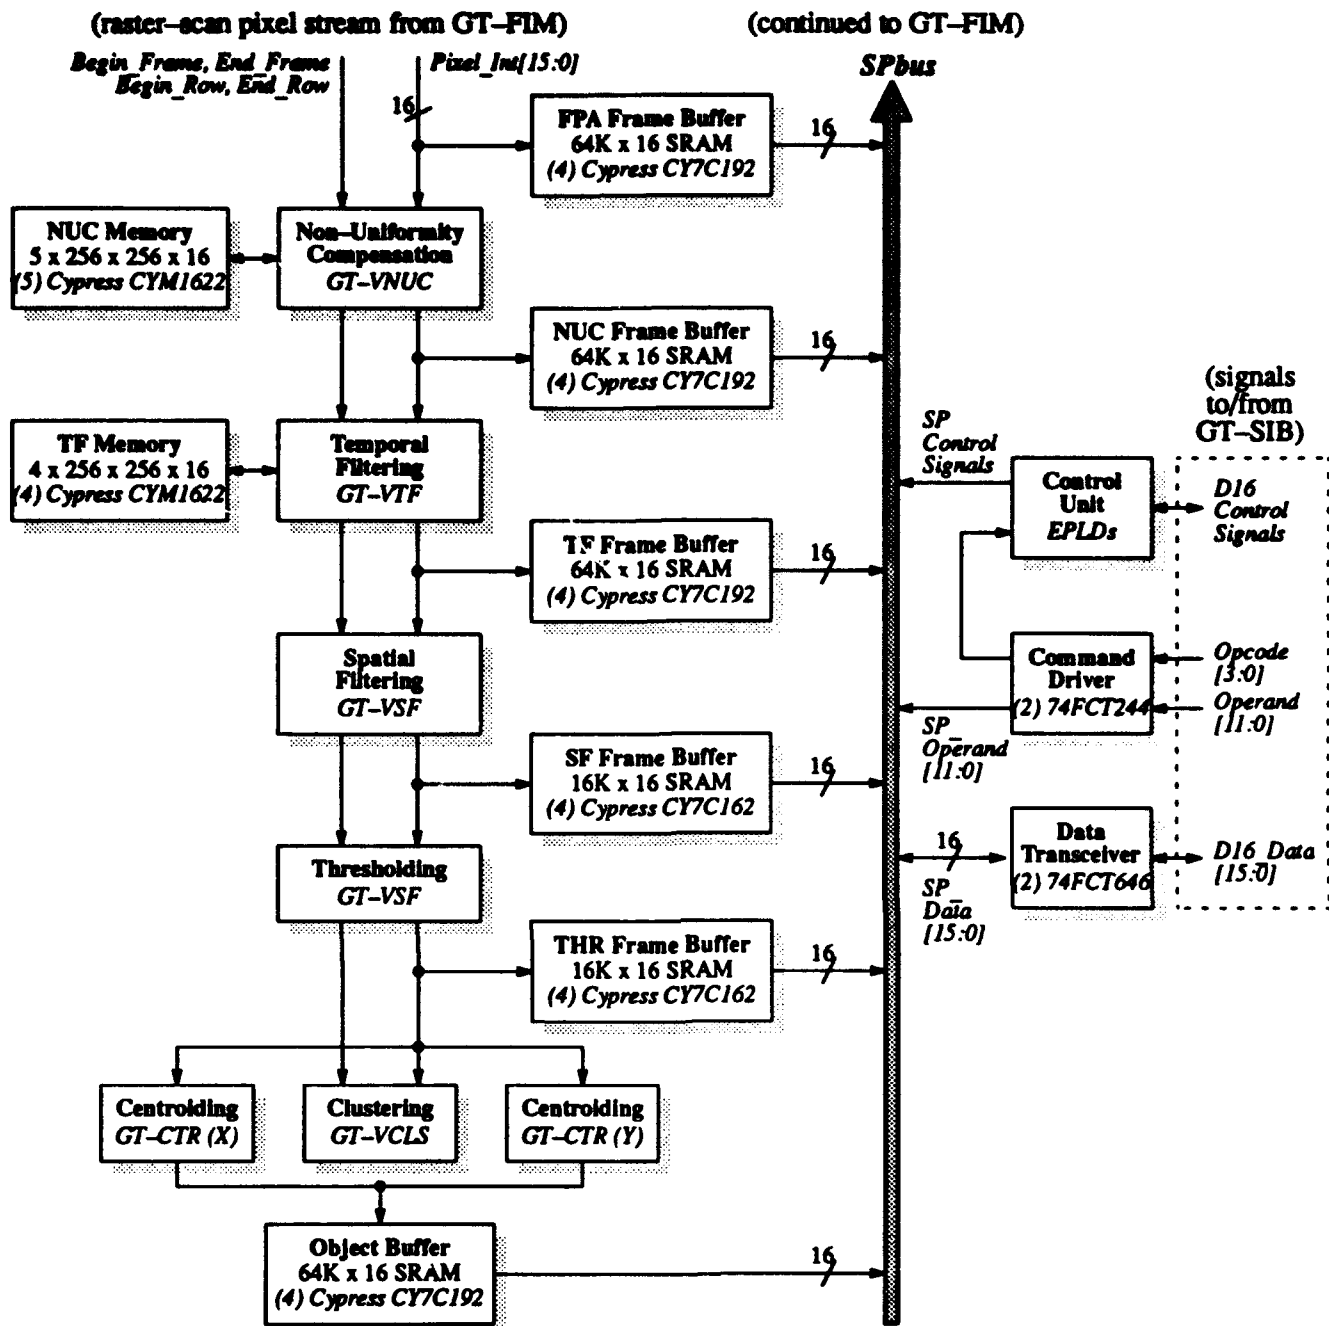 (raster–scan pixel stream from GT–FIM)
(continued to GT–FIM)
Begin_Frame, End_Frame
Begin_Row, End_Row
Pixel_Int[15:0]
SPbus
16
FPA Frame Buffer
64K x 16 SRAM
(4) Cypress CY7C192
16
NUC Memory
5 x 256 x 256 x 16
(5) Cypress CYM1622
Non–Uniformity
Compensation
GT–VNUC
NUC Frame Buffer
64K x 16 SRAM
(4) Cypress CY7C192
16
(signals
to/from
GT–SIB)
TF Memory
4 x 256 x 256 x 16
(4) Cypress CYM1622
Temporal
Filtering
GT–VTF
SP
Control
Signals
Control
Unit
EPLDs
D16
Control
Signals
TF Frame Buffer
64K x 16 SRAM
(4) Cypress CY7C192
16
Spatial
Filtering
GT–VSF
Command
Driver
(2) 74FCT244
Opcode
[3:0]
Operand
[11:0]
SP_
Operand
[11:0]
SF Frame Buffer
16K x 16 SRAM
(4) Cypress CY7C162
16
Thresholding
GT–VSF
16
SP_
Data
[15:0]
Data
Transceiver
(2) 74FCT646
D16_Data
[15:0]
THR Frame Buffer
16K x 16 SRAM
(4) Cypress CY7C162
16
Centroiding
GT–CTR (X)
Clustering
GT–VCLS
Centroiding
GT–CTR (Y)
Object Buffer
64K x 16 SRAM
(4) Cypress CY7C192
16